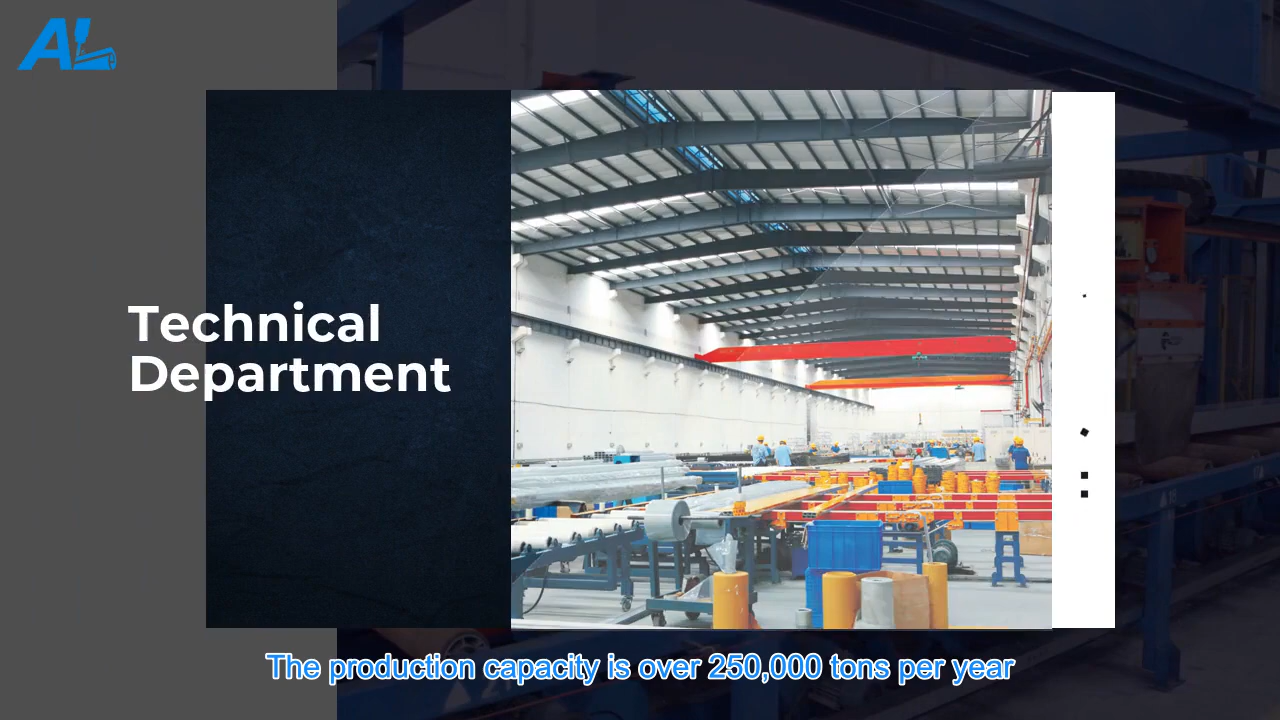 AL
Technical
Department
The production capacity is over 250,000 tons per year